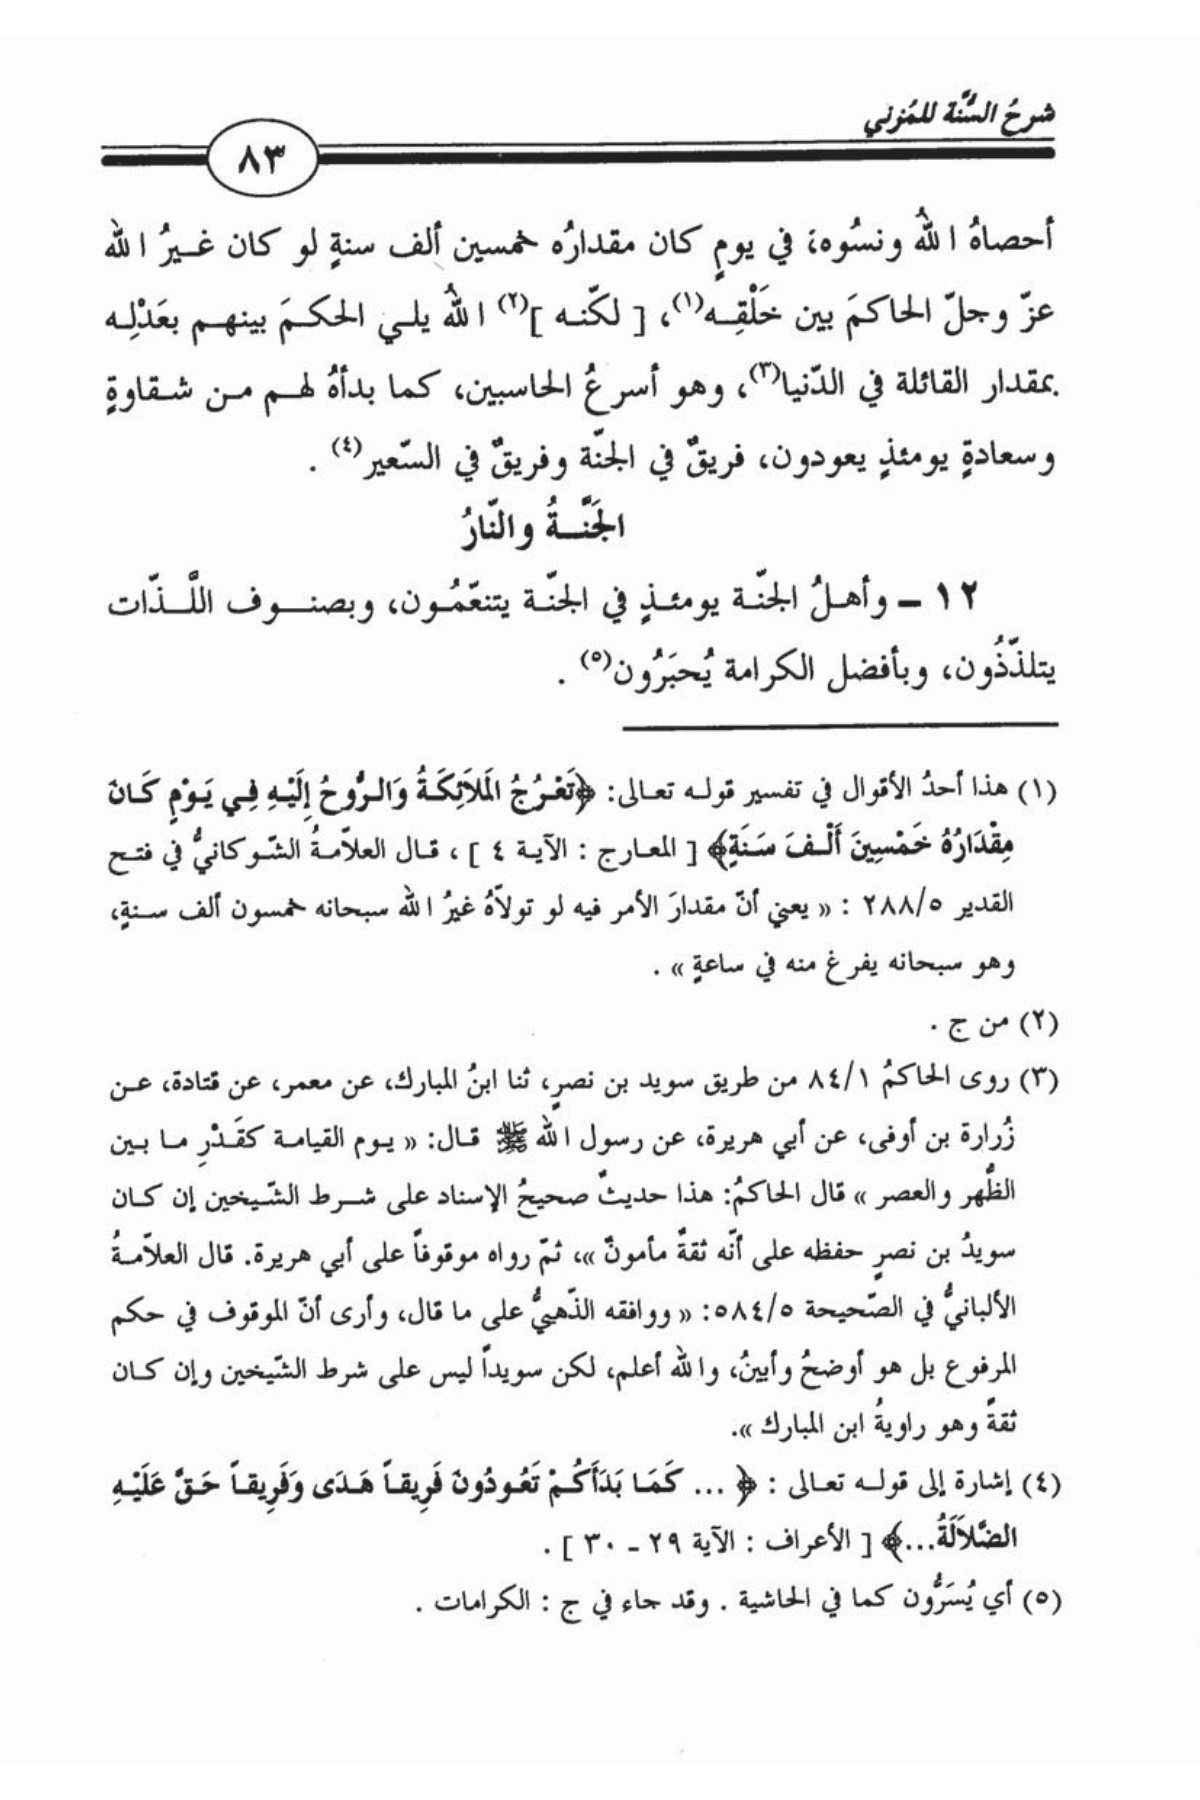 شرحُ السُّنَّة للمُزني
٨٣
أحصاهُ اللهُ ونسُوه، في يومٍ كان مقدارُه خمسين ألف سنةٍ لو كان غيرُ الله
عزّ وجلّ الحاكمَ بين خَلْقِه(١)، [ لكنّه ](٢) اللهُ يلي الحكمَ بينهم بعَدْلِه
بمقدار القائلة في الدّنيا(٣)، وهو أسرعُ الحاسبين، كما بدأهُ لهم من شقاوةٍ
وسعادةٍ يومئذٍ يعودون، فريقٌ في الجنّة وفريقٌ في السّعير(٤) .
الجَنَّةُ والنّارُ
١٢ – وأهلُ الجنّة يومئذٍ في الجنّة يتنعّمُون، وبصنوف اللَّذّات
يتلذّذُون، وبأفضل الكرامة يُحبَرُون(٥) .
(١) هذا أحدُ الأقوال في تفسير قوله تعالى: ﴿تَعْرُجُ المَلاَئِكَةُ وَالرُّوحُ إِلَيْهِ فِي يَوْمٍ كَانَ
مِقْدَارُهُ خَمْسِينَ أَلْفَ سَنَةٍ﴾ [ المعارج : الآية ٤ ] ، قال العلاّمةُ الشّوكانيُّ في فتح
القدير ٢٨٨/٥ : « يعني أنّ مقدارَ الأمر فيه لو تولاّهُ غيرُ الله سبحانه خمسون ألف سنةٍ،
وهو سبحانه يفرغ منه في ساعةٍ » .
(٢) من ج .
(٣) روى الحاكمُ ٨٤/١ من طريق سويد بن نصرٍ، ثنا ابنُ المبارك، عن معمر، عن قتادة، عن
زُرارة بن أوفى، عن أبي هريرة، عن رسول الله ﷺ قال: « يوم القيامة كقَدْرِ ما بين
الظُّهر والعصر » قال الحاكمُ: هذا حديثٌ صحيحُ الإسناد على شرط الشّيخين إن كان
سويدُ بن نصرٍ حفظه على أنّه ثقةٌ مأمونٌ »، ثمّ رواه موقوفاً على أبي هريرة. قال العلاّمةُ
الألبانيُّ في الصّحيحة ٥٨٤/٥: « ووافقه الذّهبيُّ على ما قال، وأرى أنّ الموقوف في حكم
المرفوع بل هو أوضحُ وأبينُ، والله أعلم، لكن سويداً ليس على شرط الشّيخين وإن كان
ثقةً وهو راويةُ ابن المبارك ».
(٤) إشارة إلى قوله تعالى : ﴿ ... كَمَا بَدَأَكُمْ تَعُودُونَ فَرِيقاً هَدَى وَفَرِيقاً حَقَّ عَلَيْهِ
الضَّلاَلَةُ...﴾ [ الأعراف : الآية ٢٩ - ٣٠ ] .
(٥) أي يُسَرُّون كما في الحاشية . وقد جاء في ج : الكرامات .